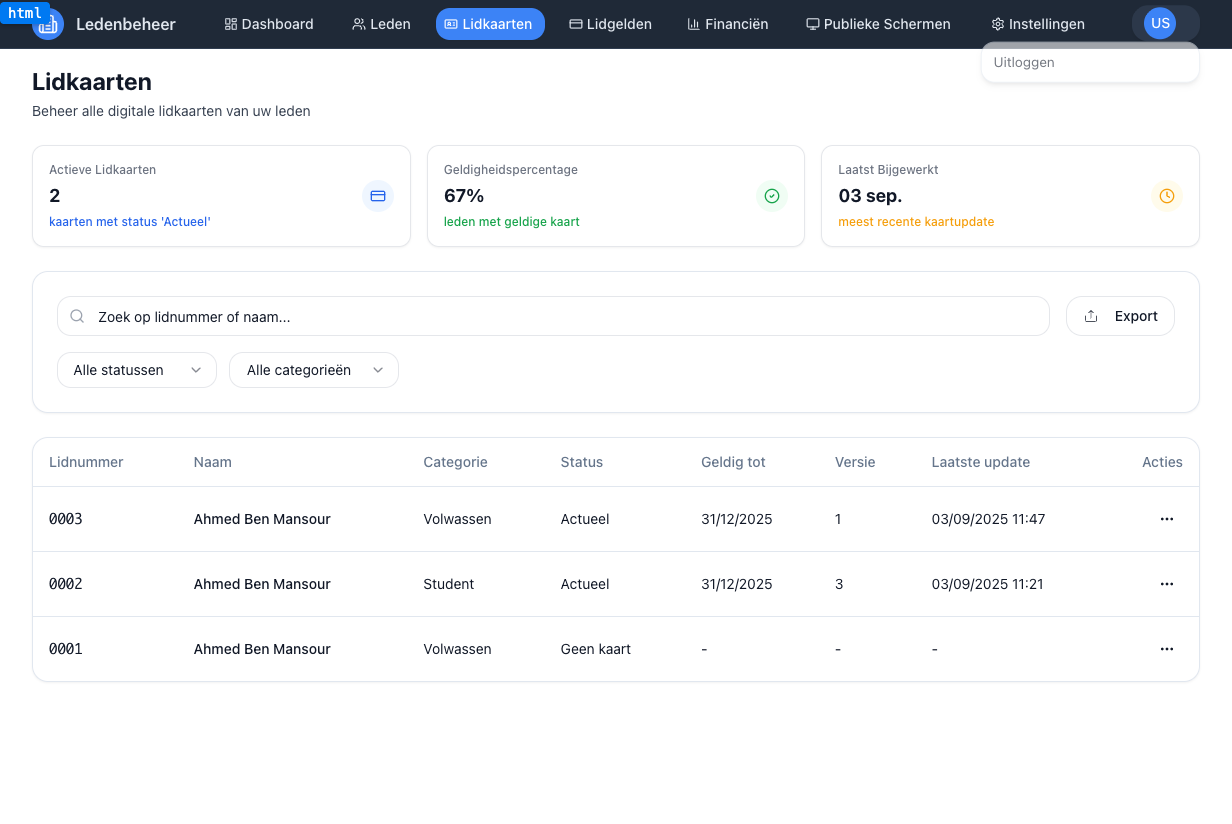 html
Ledenbeheer Dashboard Leden Lidkaarten Lidgelden Financiën Publieke Schermen Instellingen US
Uitloggen
Lidkaarten
Beheer alle digitale lidkaarten van uw leden
Actieve Lidkaarten
2
kaarten met status 'Actueel'
Geldigheidspercentage
67%
leden met geldige kaart
Laatst Bijgewerkt
03 sep.
meest recente kaartupdate
Zoek op lidnummer of naam...
Export
Alle statussen Alle categorieën
Lidnummer Naam Categorie Status Geldig tot Versie Laatste update Acties
0003 Ahmed Ben Mansour Volwassen Actueel 31/12/2025 1 03/09/2025 11:47
0002 Ahmed Ben Mansour Student Actueel 31/12/2025 3 03/09/2025 11:21
0001 Ahmed Ben Mansour Volwassen Geen kaart - - -